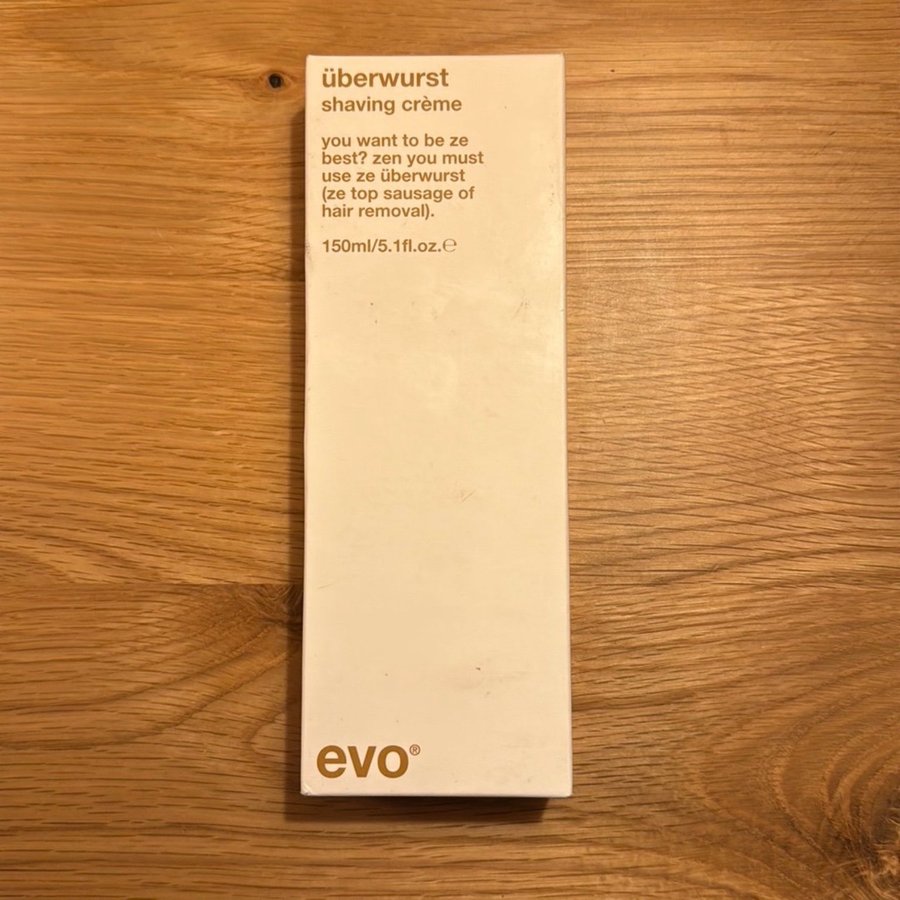 überwurst
shaving crème
you want to be ze
best? zen you must
use ze überwurst
(ze top sausage of
hair removal).
150ml/5.1fl.oz.℮
evo®